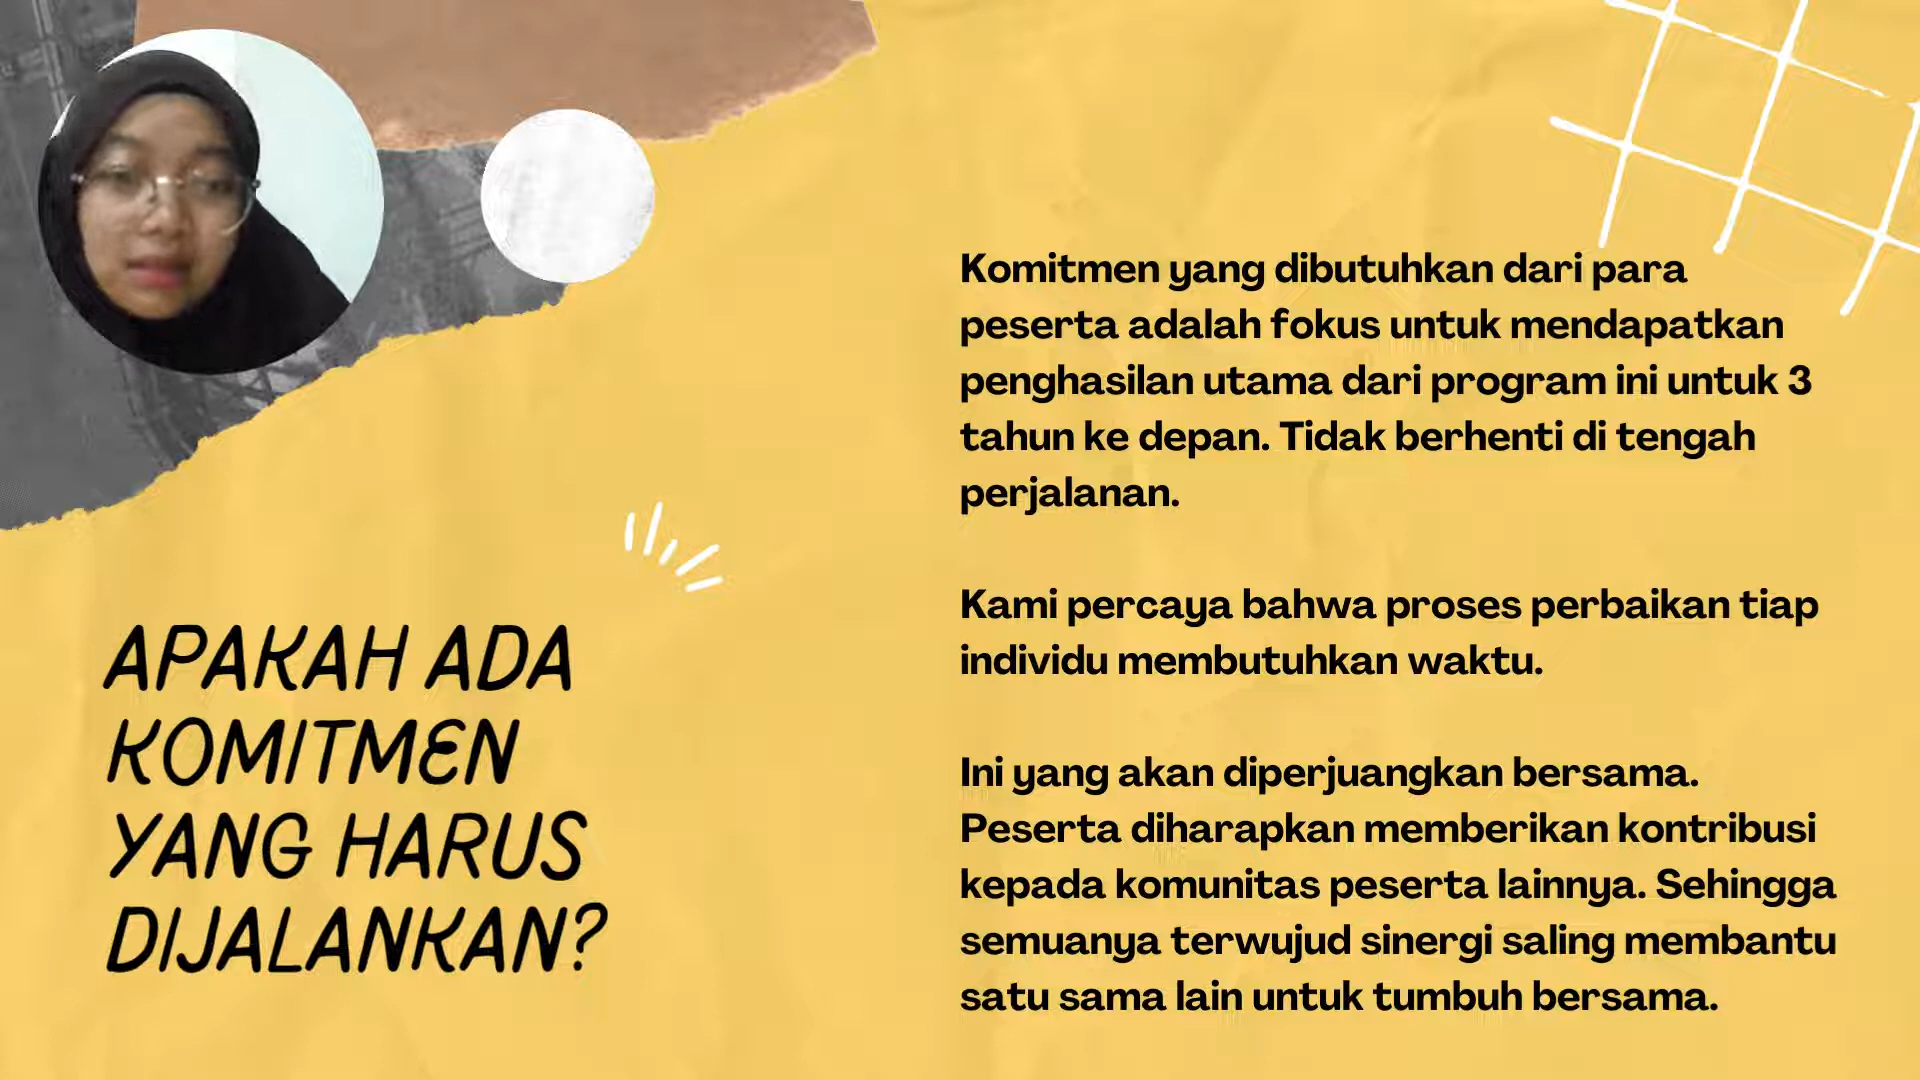 APAKAH ADA
KOMITMEN
YANG HARUS
DIJALANKAN?
Komitmen yang dibutuhkan dari para
peserta adalah fokus untuk mendapatkan
penghasilan utama dari program ini untuk 3
tahun ke depan. Tidak berhenti di tengah
perjalanan.
Kami percaya bahwa proses perbaikan tiap
individu membutuhkan waktu.
Ini yang akan diperjuangkan bersama.
Peserta diharapkan memberikan kontribusi
kepada komunitas peserta lainnya. Sehingga
semuanya terwujud sinergi saling membantu
satu sama lain untuk tumbuh bersama.